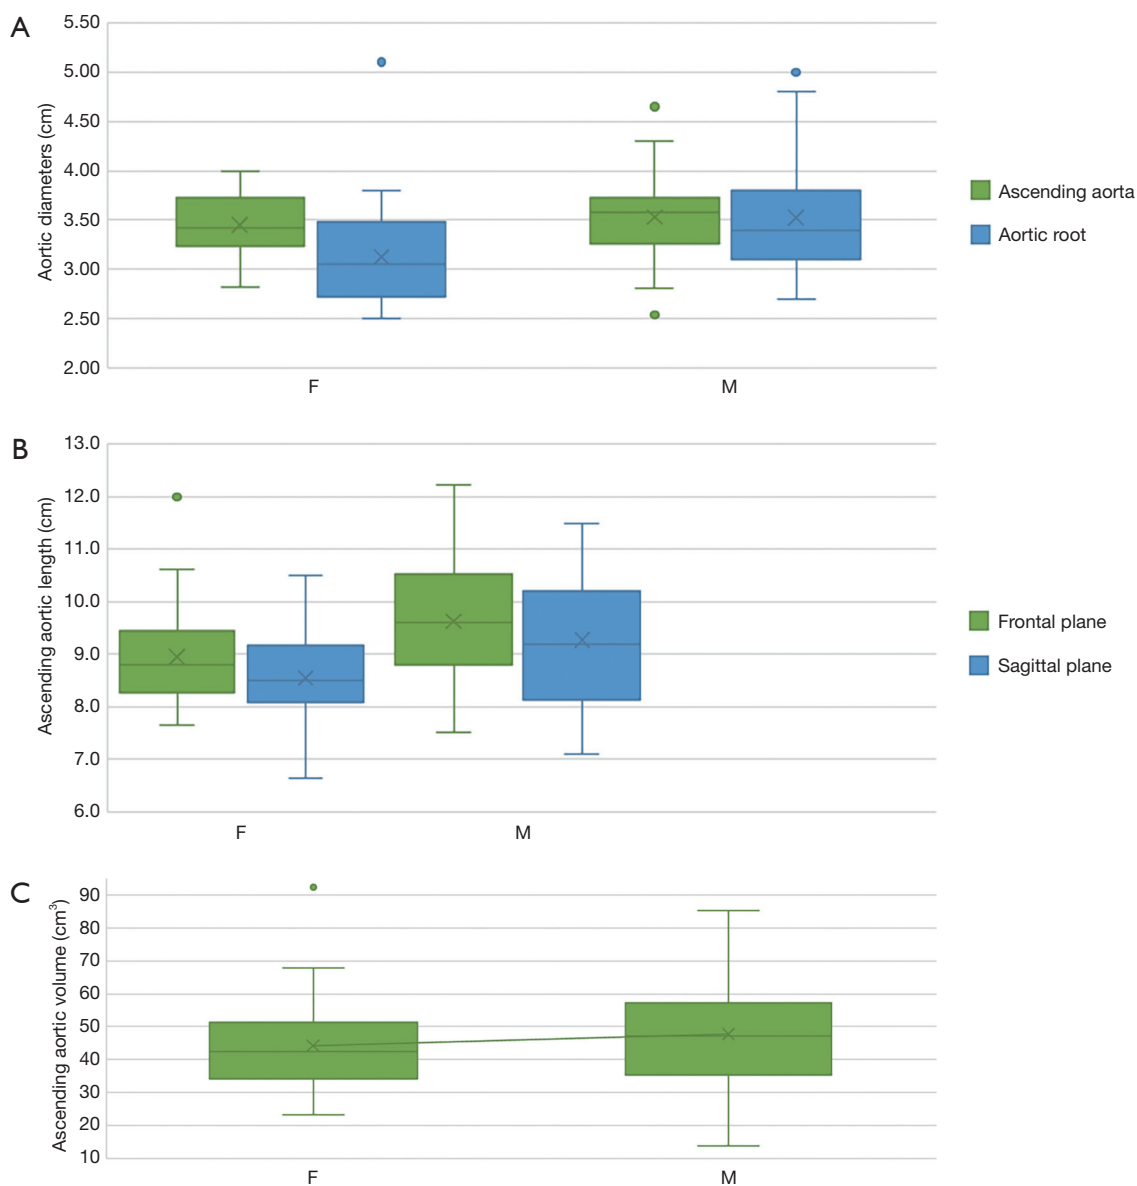 A
Aortic diameters (cm)
5.50
5.00
4.50
4.00
3.50
3.00
2.50
2.00
F
M
Ascending aorta
Aortic root
B
Ascending aortic length (cm)
13.0
12.0
11.0
10.0
9.0
8.0
7.0
6.0
F
M
Frontal plane
Sagittal plane
C
Ascending aortic volume (cm³)
90
80
70
60
50
40
30
20
10
F
M